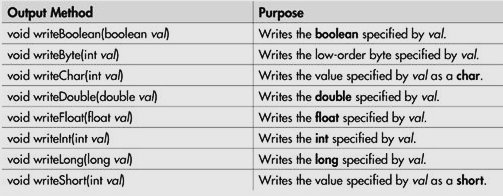 Output Method Purpose
void writeBoolean(boolean val) Writes the boolean specified by val.
void writeByte(int val) Writes the low-order byte specified by val.
void writeChar(int val) Writes the value specified by val as a char.
void writeDouble(double val) Writes the double specified by val.
void writeFloat(float val) Writes the float specified by val.
void writeInt(int val) Writes the int specified by val.
void writeLong(long val) Writes the long specified by val.
void writeShort(int val) Writes the value specified by val as a short.